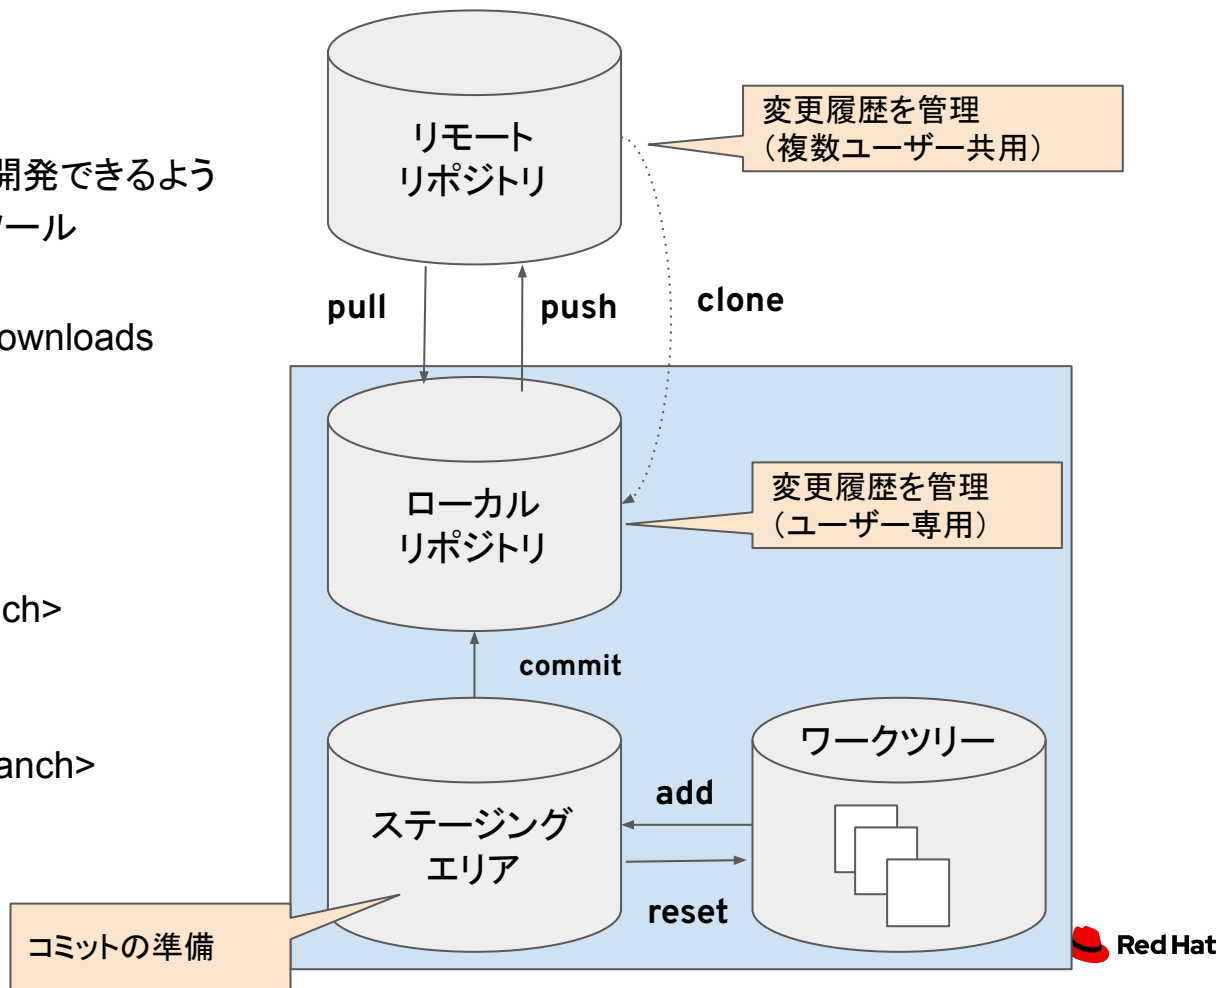 リモート
リポジトリ
変更履歴を管理
（複数ユーザー共用）
開発できるよう
ツール
pull
push
clone
ownloads
ローカル
リポジトリ
変更履歴を管理
（ユーザー専用）
ch>
commit
anch>
ワークツリー
add
ステージング
エリア
reset
コミットの準備
Red Hat